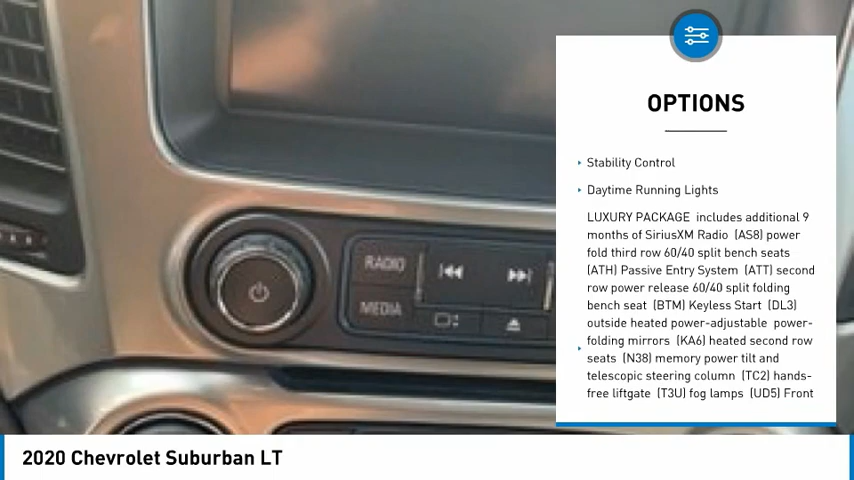 OPTIONS
Stability Control
Daytime Running Lights
LUXURY PACKAGE includes additional 9
months of SiriusXM Radio (AS8) power
fold third row 60/40 split bench seats
(ATH) Passive Entry System (ATT) second
row power release 60/40 split folding
bench seat (BTM) Keyless Start (DL3)
outside heated power-adjustable power-
folding mirrors (KA6) heated second row
seats (N38) memory power tilt and
telescopic steering column (TC2) hands-
free liftgate (T3U) fog lamps (UD5) Front
RADIO
MEDIA
2020 Chevrolet Suburban LT